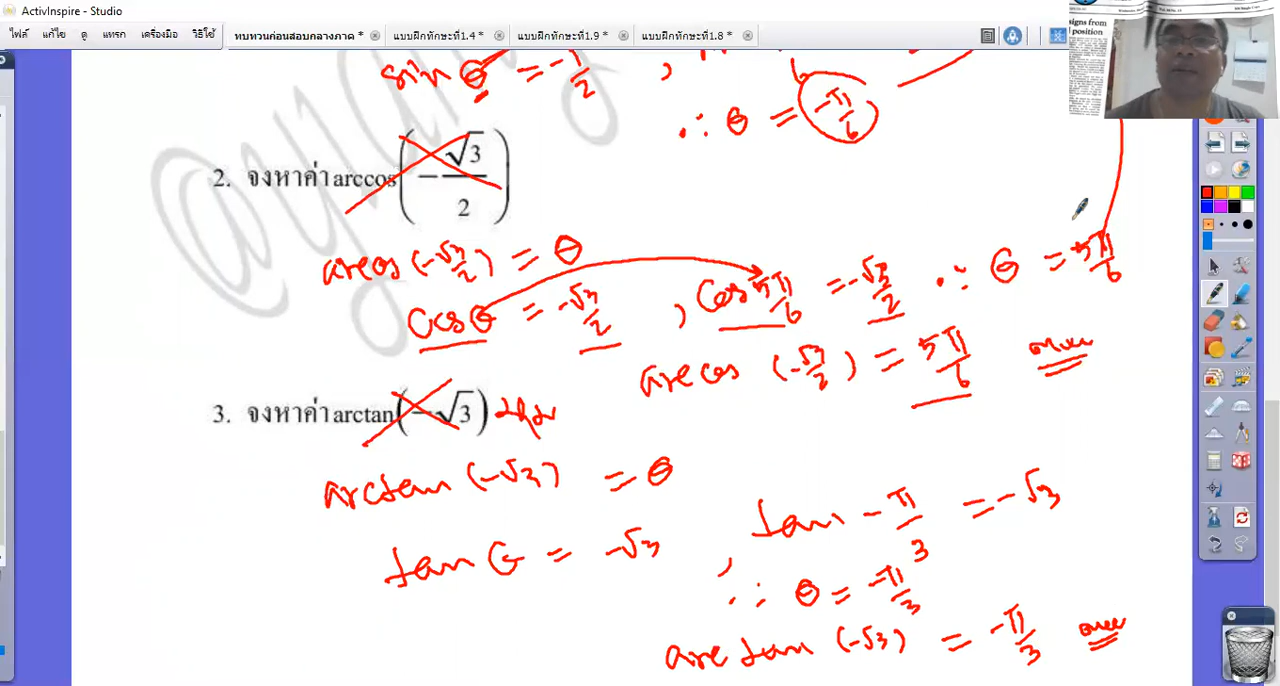 ActivInspire - Studio
ไฟล์ แก้ไข ดู แทรก เครื่องมือ วิธีใช้
ทบทวนก่อนสอบกลางภาค * แบบฝึกทักษะที่1.4 * แบบฝึกทักษะที่1.9 * แบบฝึกทักษะที่1.8 *
signs from
position
sin θ = -1/2 ,
∴ θ = -π/6
2. จงหาค่า arccos(-√3/2)
arccos (-√3/2) = θ
cos θ = -√3/2 , cos 5π/6 = -√3/2 ∴ θ = 5π/6
arccos (-√3/2) = 5π/6 ตอบ
3. จงหาค่า arctan(-√3)
arctan (-√3) = θ
tan θ = -√3 , tan -π/3 = -√3
∴ θ = -π/3
arctan (-√3) = -π/3 ตอบ